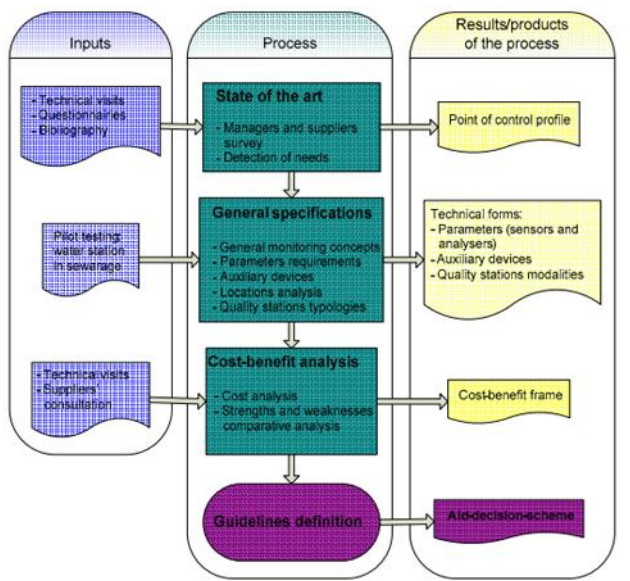 Inputs
Process
Results/products
of the process
- Technical visits
- Questionnairies
- Bibliography
State of the art
- Managers and suppliers
survey
- Detection of needs
Point of control profile
Pilot testing:
water station
in sewarage
General specifications
- General monitoring concepts
- Parameters requirements
- Auxiliary devices
- Locations analysis
- Quality stations typologies
Technical forms:
- Parameters (sensors and
analysers)
- Auxiliary devices
- Quality stations modalities
- Technical visits
- Suppliers'
consultation
Cost-benefit analysis
- Cost analysis
- Strengths and weaknesses
comparative analysis
Cost-benefit frame
Guidelines definition
Aid-decision-scheme